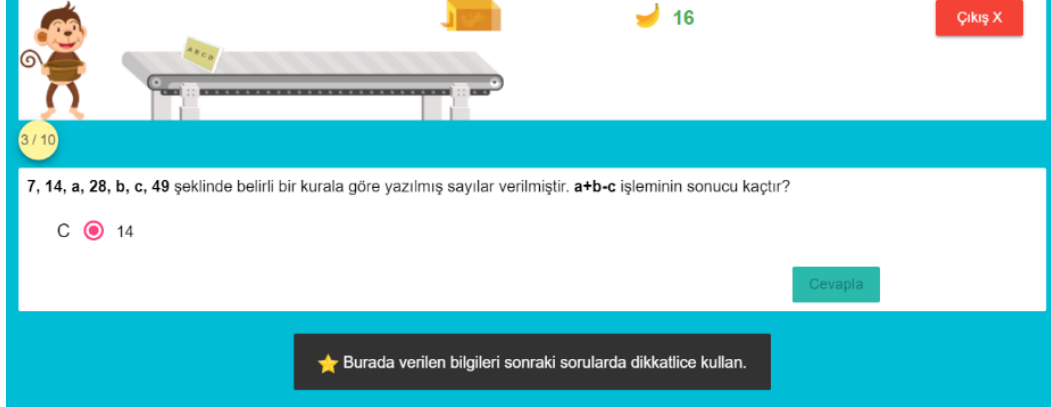 16
Çıkış X
A B C D
3 / 10
7, 14, a, 28, b, c, 49 şeklinde belirli bir kurala göre yazılmış sayılar verilmiştir. a+b-c işleminin sonucu kaçtır?
C 14
Cevapla
Burada verilen bilgileri sonraki sorularda dikkatlice kullan.